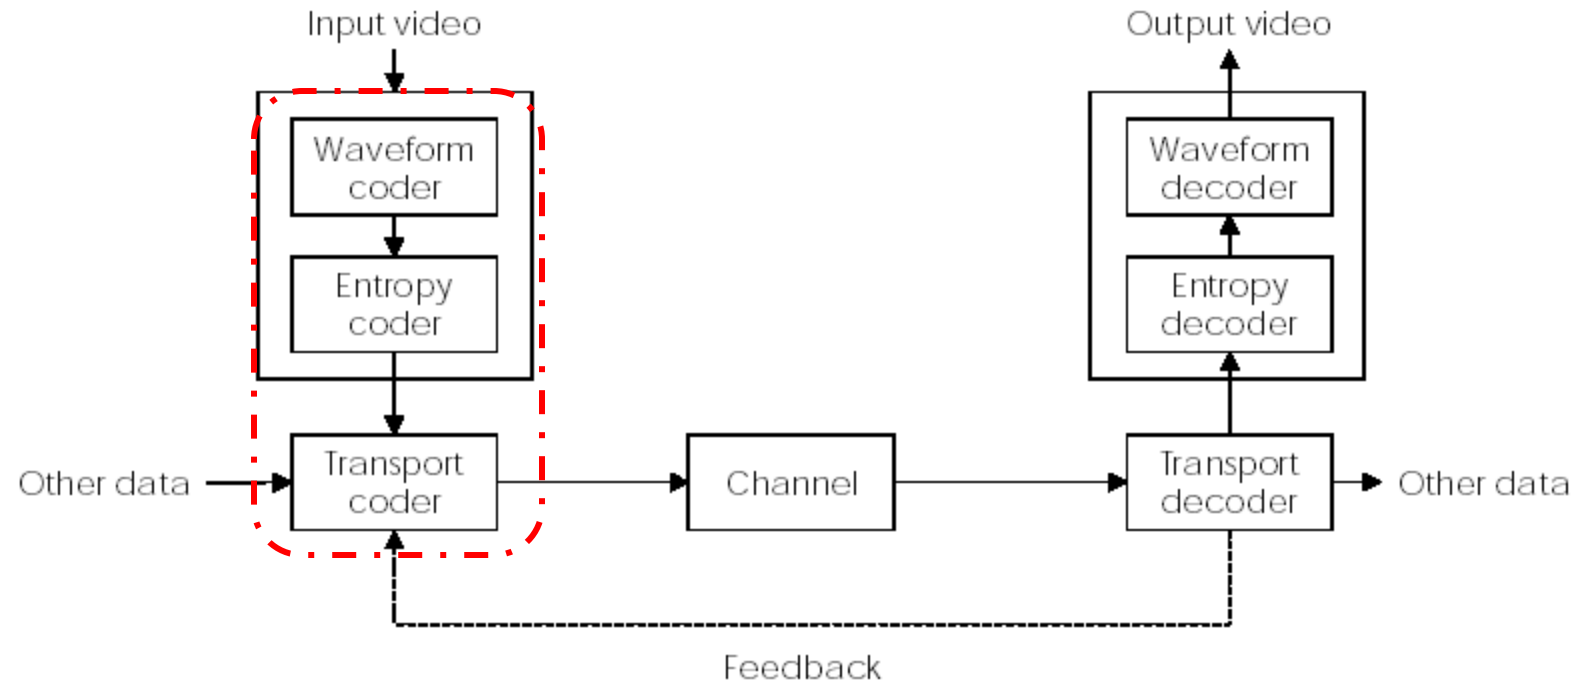 Input video
Output video
Waveform
coder
Waveform
decoder
Entropy
coder
Entropy
decoder
Other data
Transport
coder
Channel
Transport
decoder
Other data
Feedback